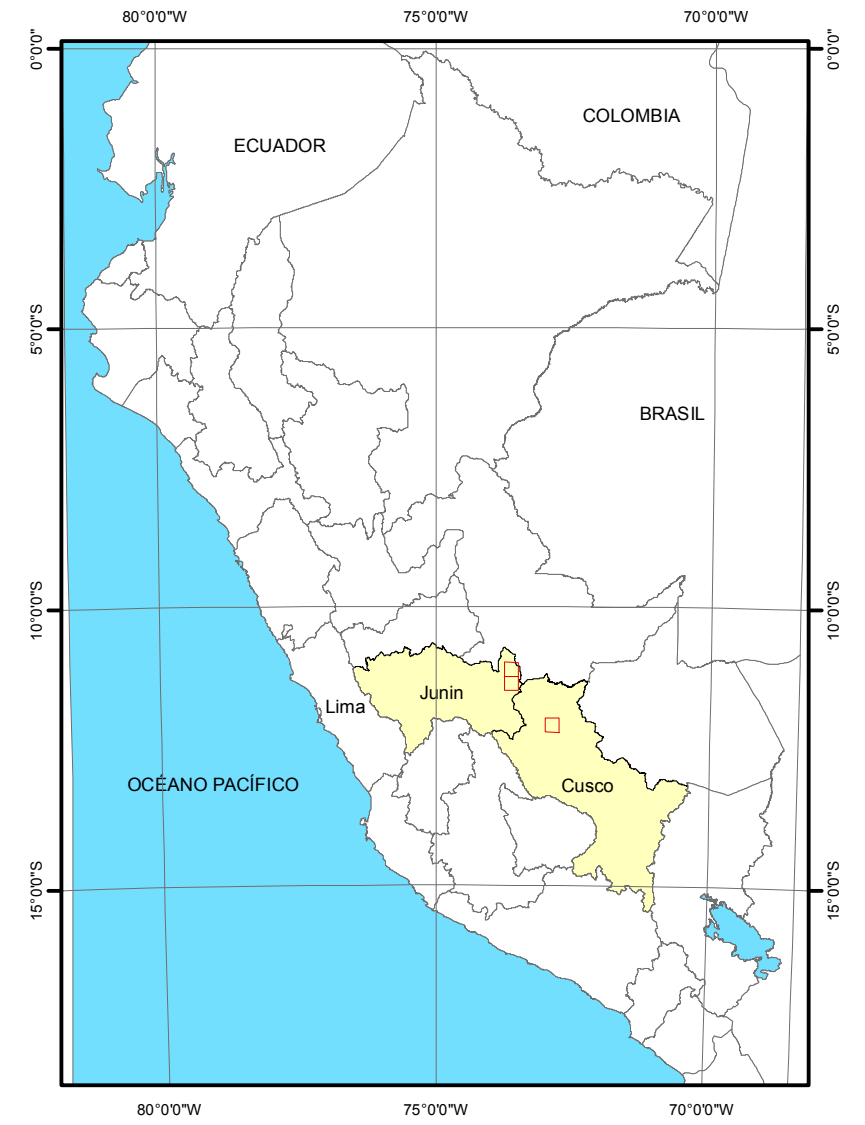 80°0'0"W 75°0'0"W 70°0'0"W
0°0'0" 0°0'0"
COLOMBIA
ECUADOR
5°0'0"S 5°0'0"S
BRASIL
10°0'0"S 10°0'0"S
Junin
Lima
OCÉANO PACÍFICO
Cusco
15°0'0"S 15°0'0"S
80°0'0"W 75°0'0"W 70°0'0"W